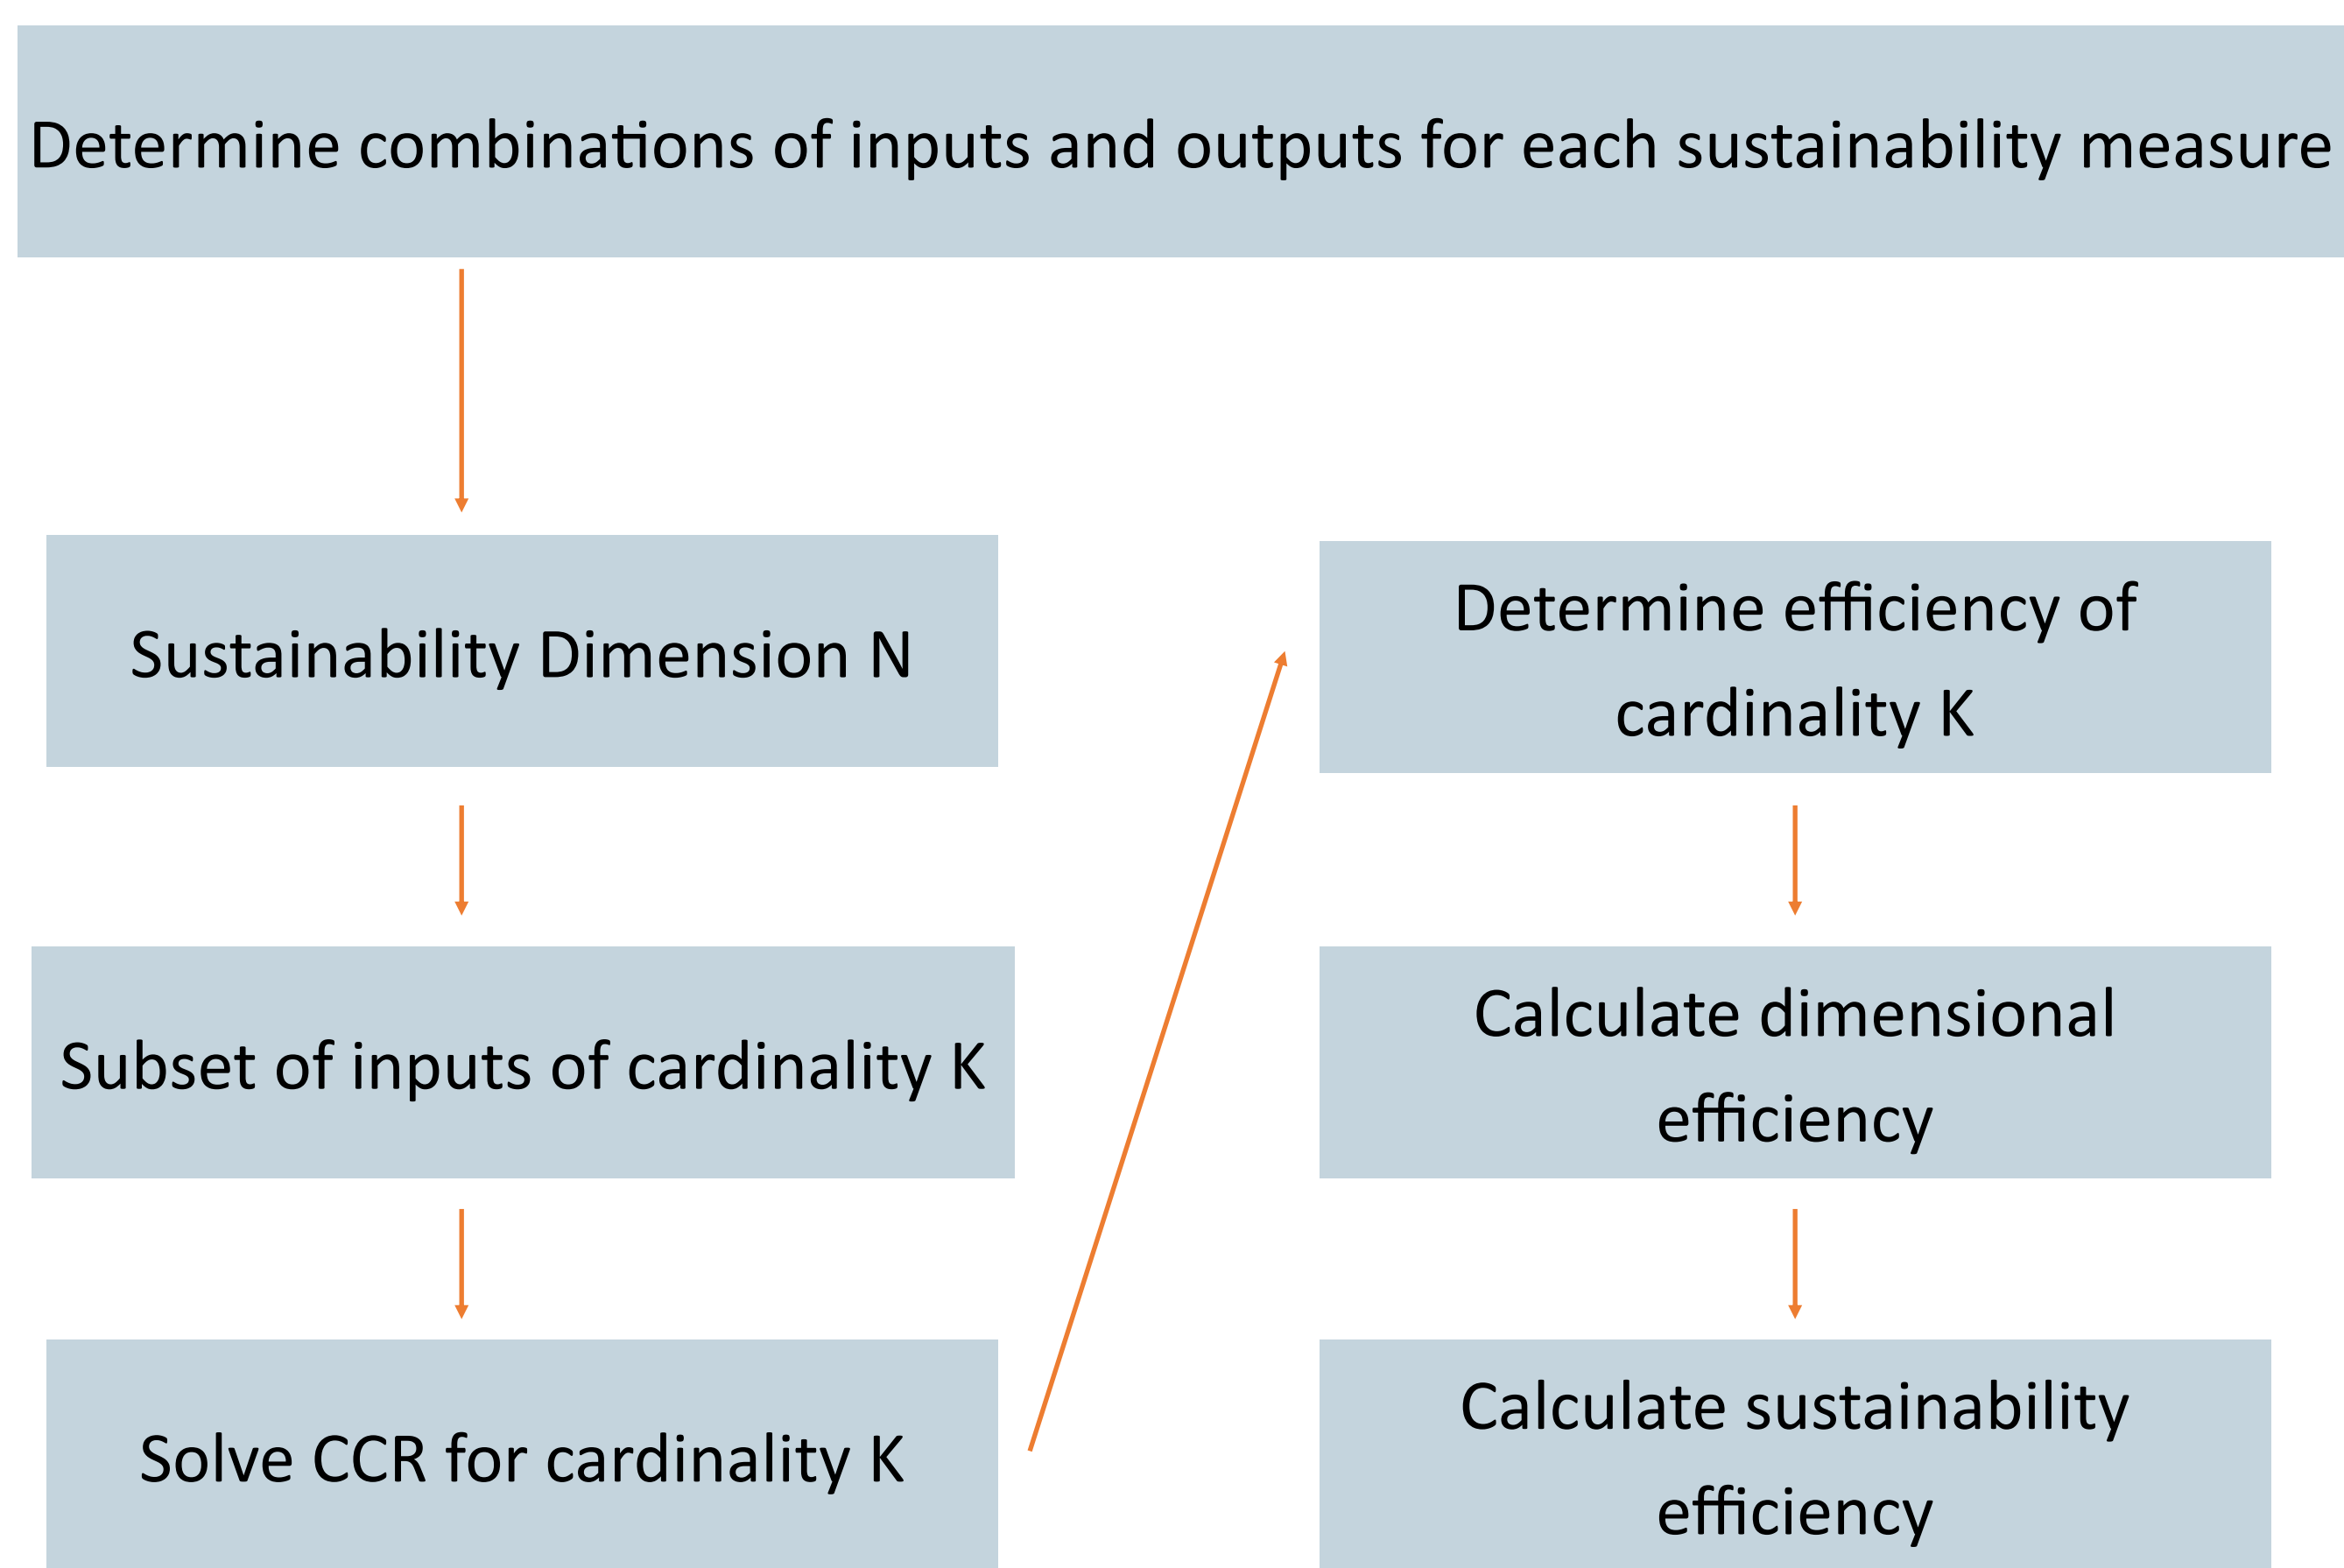 Determine combinations of inputs and outputs for each sustainability measure
Sustainability Dimension N
Subset of inputs of cardinality K
Solve CCR for cardinality K
Determine efficiency of
cardinality K
Calculate dimensional
efficiency
Calculate sustainability
efficiency